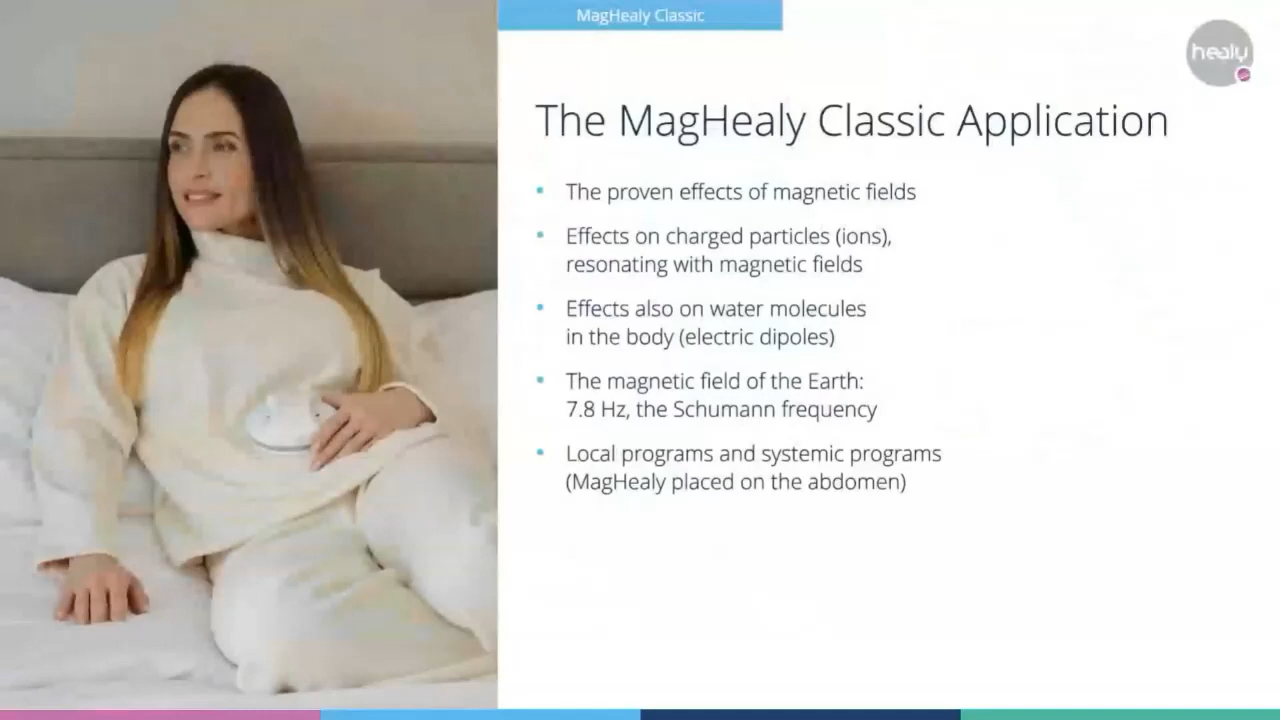 MagHealy Classic
healy
The MagHealy Classic Application
• The proven effects of magnetic fields
• Effects on charged particles (ions),
resonating with magnetic fields
• Effects also on water molecules
in the body (electric dipoles)
• The magnetic field of the Earth:
7.8 Hz, the Schumann frequency
• Local programs and systemic programs
(MagHealy placed on the abdomen)